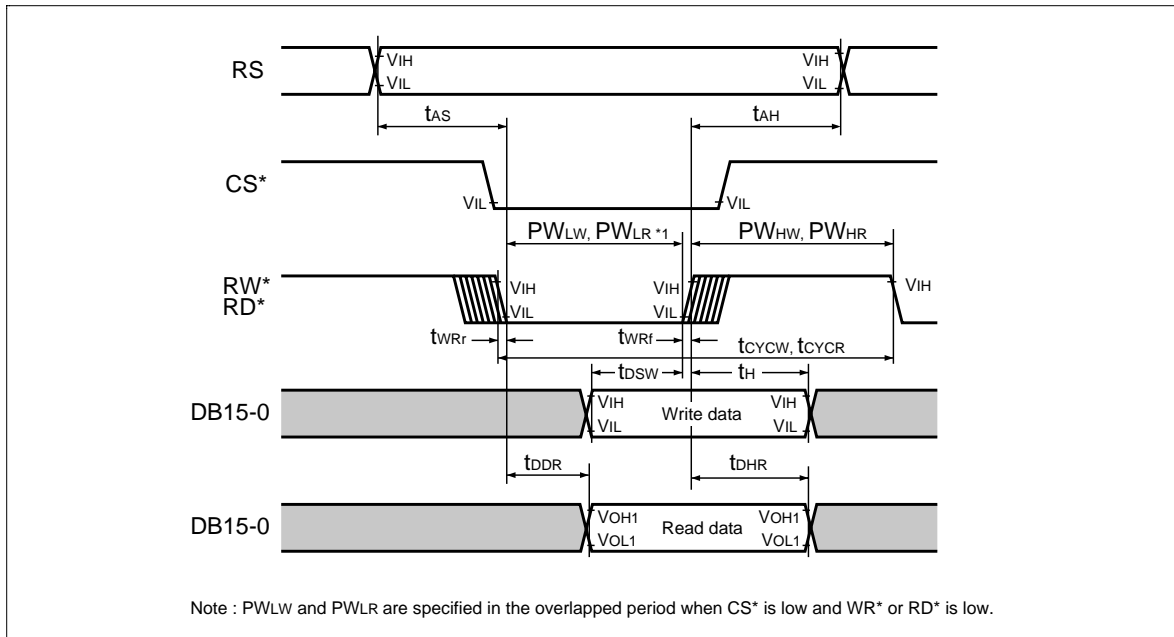 RS
VIH
VIL
VIH
VIL
tAS
tAH
CS*
VIL
VIL
PWLW, PWLR *1
PWHW, PWHR
RW*
RD*
VIH
VIL
VIH
VIL
VIH
tWRr
tWRf
tCYCW, tCYCR
tDSW
tH
DB15-0
VIH
VIL
Write data
VIH
VIL
tDDR
tDHR
DB15-0
VOH1
VOL1
Read data
VOH1
VOL1
Note : PWLW and PWLR are specified in the overlapped period when CS* is low and WR* or RD* is low.